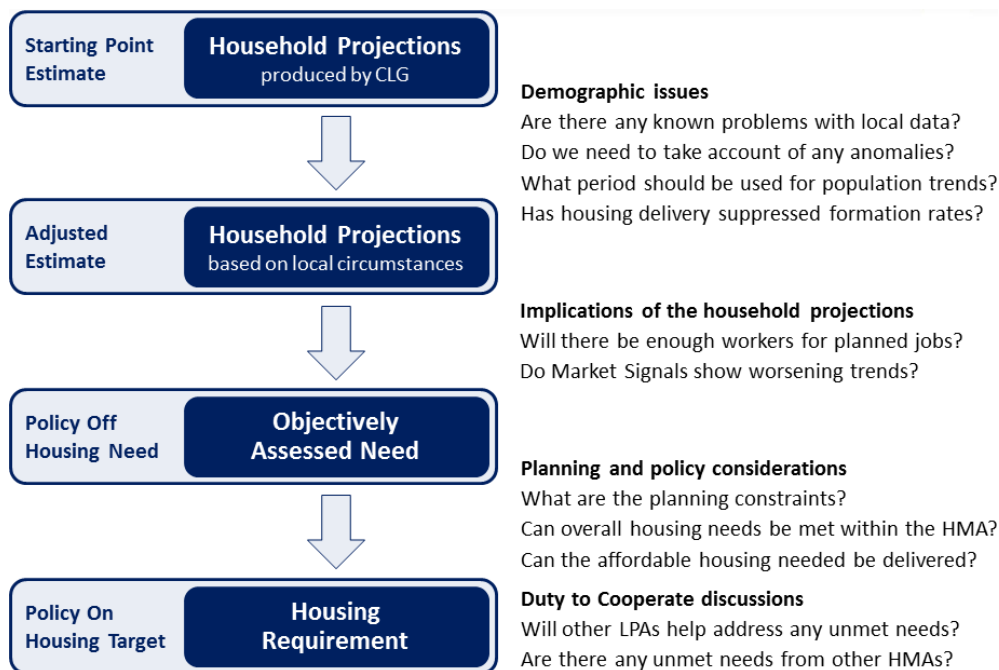 Starting Point
Estimate
Household Projections
produced by CLG
Demographic issues
Are there any known problems with local data?
Do we need to take account of any anomalies?
What period should be used for population trends?
Has housing delivery suppressed formation rates?
Adjusted
Estimate
Household Projections
based on local circumstances
Implications of the household projections
Will there be enough workers for planned jobs?
Do Market Signals show worsening trends?
Policy Off
Housing Need
Objectively
Assessed Need
Planning and policy considerations
What are the planning constraints?
Can overall housing needs be met within the HMA?
Can the affordable housing needed be delivered?
Policy On
Housing Target
Housing
Requirement
Duty to Cooperate discussions
Will other LPAs help address any unmet needs?
Are there any unmet needs from other HMAs?